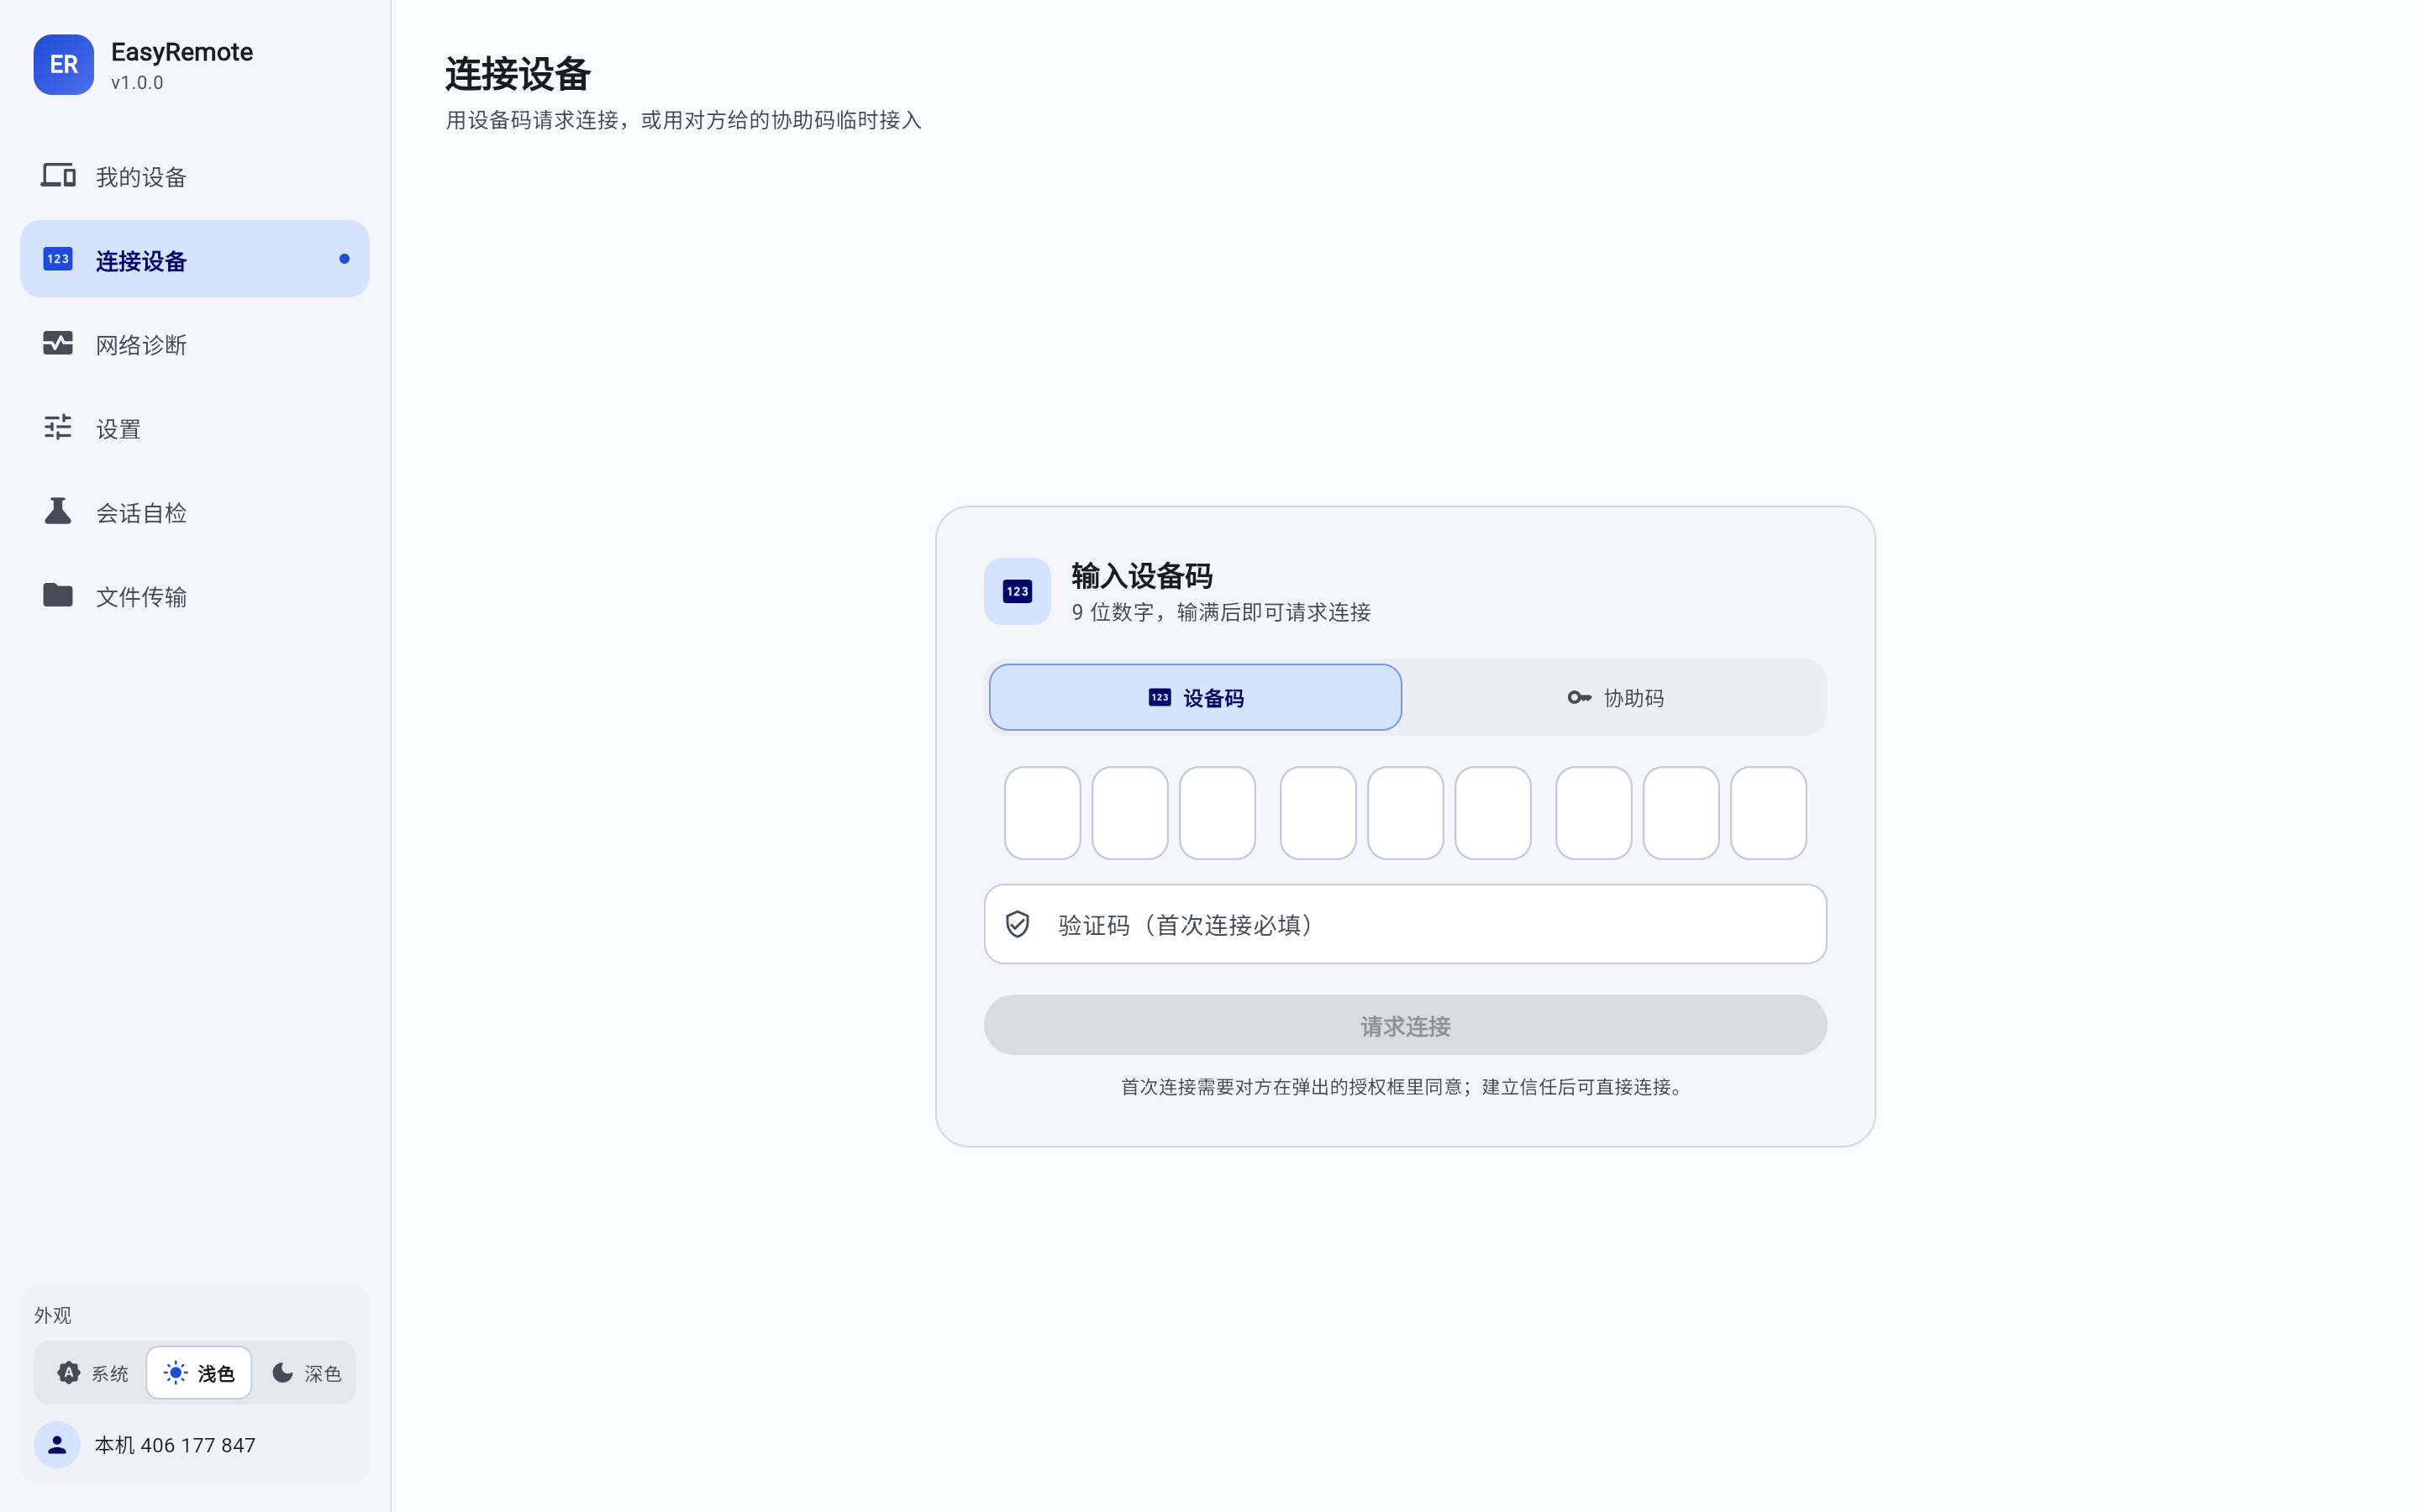 ER
EasyRemote
v1.0.0
我的设备
123
连接设备
网络诊断
设置
会话自检
文件传输
外观
A
系统
浅色
深色
本机 406 177 847
连接设备
用设备码请求连接，或用对方给的协助码临时接入
123
输入设备码
9 位数字，输满后即可请求连接
123
设备码
协助码
验证码（首次连接必填）
请求连接
首次连接需要对方在弹出的授权框里同意；建立信任后可直接连接。